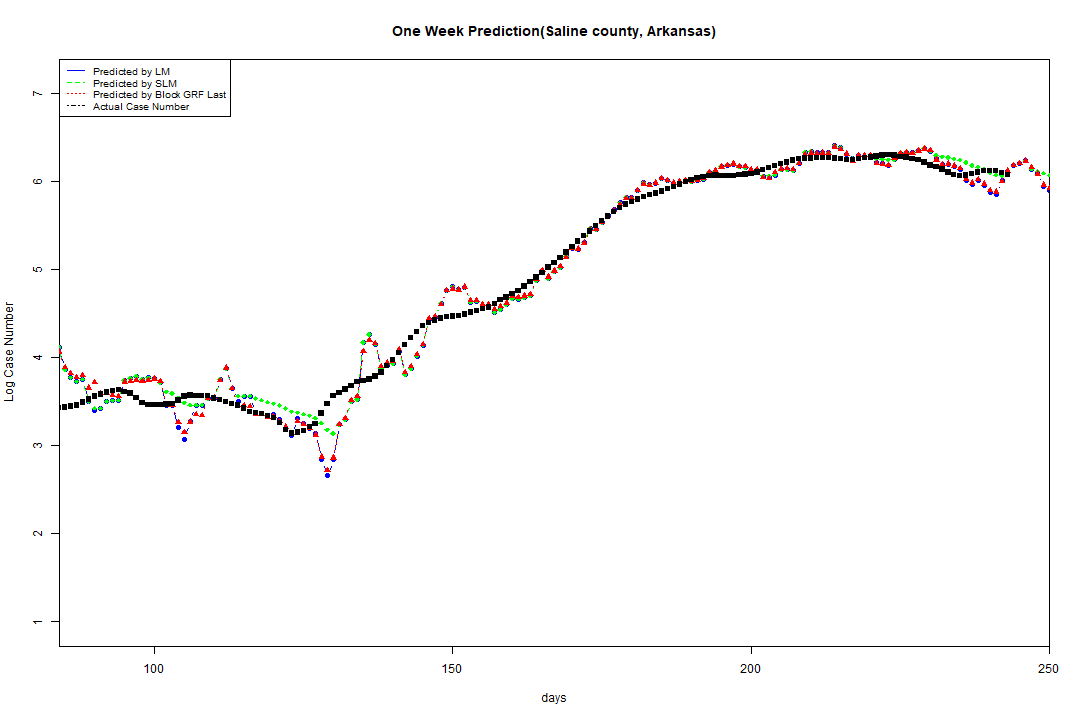 One Week Prediction(Saline county, Arkansas)
Predicted by LM
Predicted by SLM
Predicted by Block GRF Last
Actual Case Number
7
6
5
4
3
2
1
Log Case Number
100 150 200 250
days